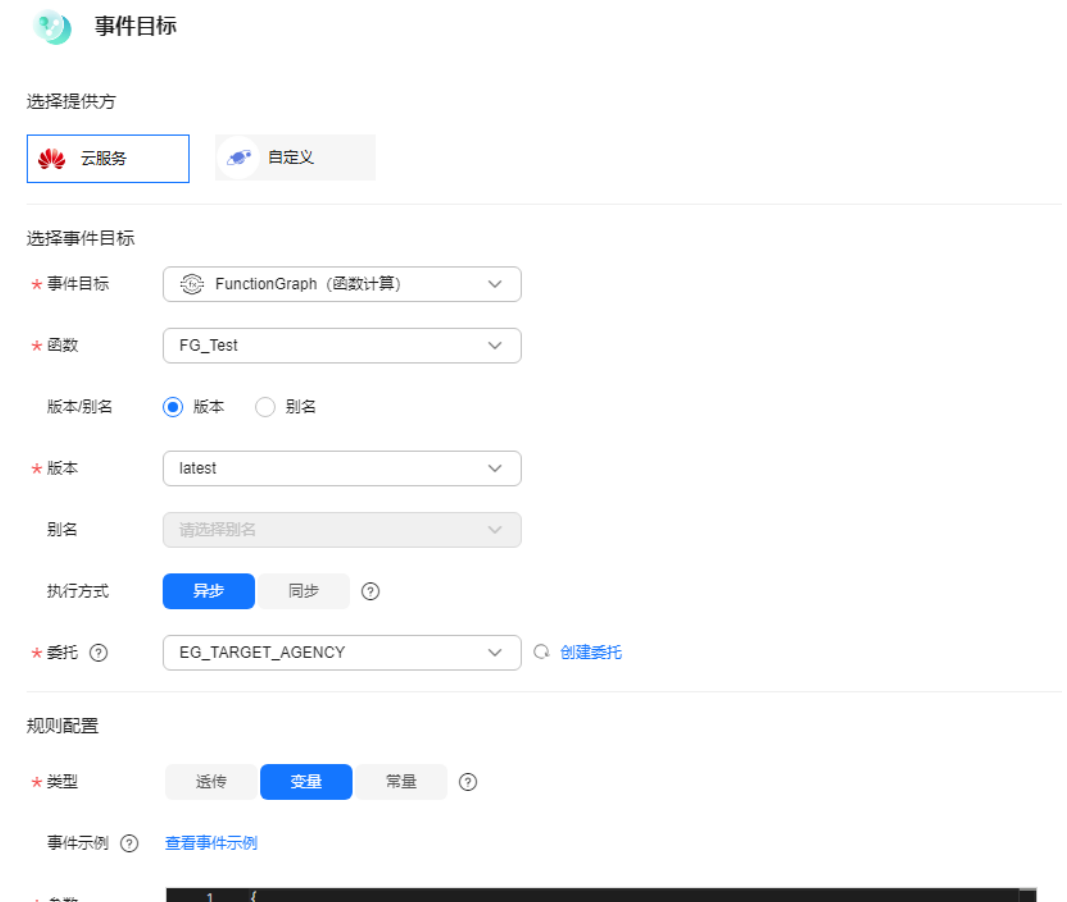 事件目标
选择提供方
云服务
自定义
选择事件目标
* 事件目标 FunctionGraph（函数计算）
* 函数 FG_Test
版本/别名 版本 别名
* 版本 latest
别名 请选择别名
执行方式 异步 同步 ?
* 委托 ? EG_TARGET_AGENCY 创建委托
规则配置
* 类型 透传 变量 常量 ?
事件示例 ? 查看事件示例
1 {